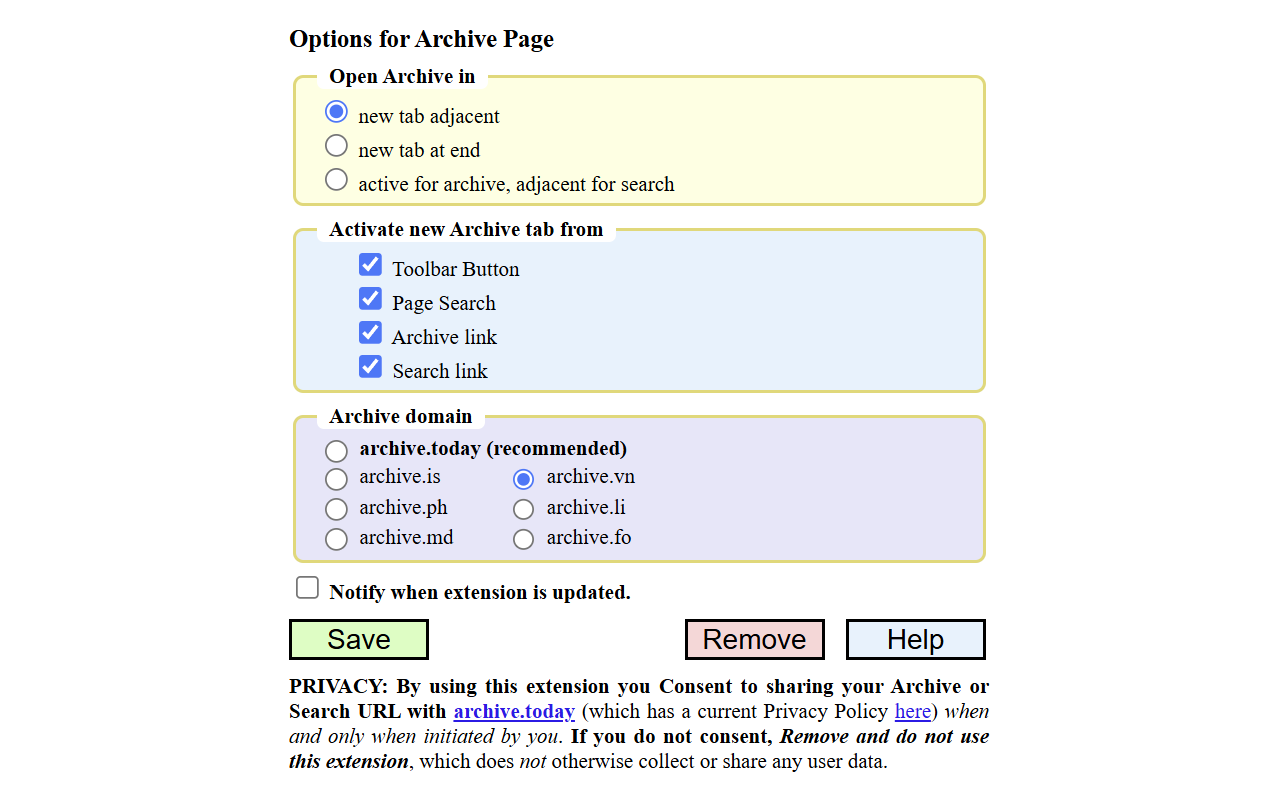 Options for Archive Page
Open Archive in
new tab adjacent
new tab at end
active for archive, adjacent for search
Activate new Archive tab from
Toolbar Button
Page Search
Archive link
Search link
Archive domain
archive.today (recommended)
archive.is archive.vn
archive.ph archive.li
archive.md archive.fo
Notify when extension is updated.
Save Remove Help
PRIVACY: By using this extension you Consent to sharing your Archive or
Search URL with archive.today (which has a current Privacy Policy here) when
and only when initiated by you. If you do not consent, Remove and do not use
this extension, which does not otherwise collect or share any user data.